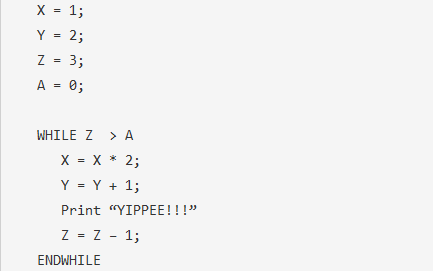 X = 1;
Y = 2;
Z = 3;
A = 0;
WHILE Z  > A
X = X * 2;
Y = Y + 1;
Print “YIPPEE!!!”
Z = Z – 1;
ENDWHILE